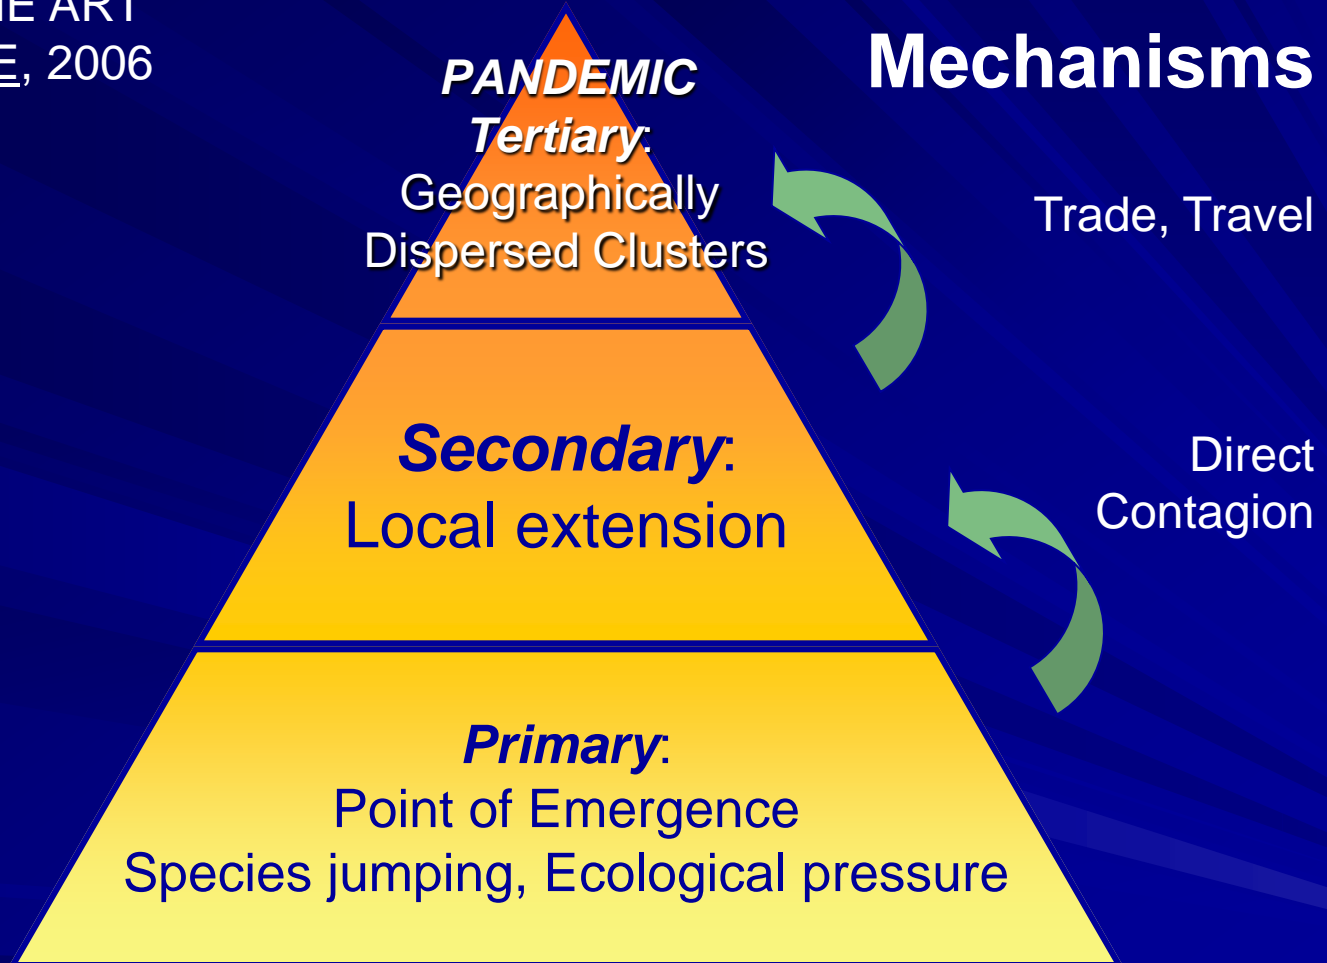 E ART
E, 2006
Mechanisms
PANDEMIC
Tertiary:
Geographically
Dispersed Clusters
Trade, Travel
Secondary:
Local extension
Direct
Contagion
Primary:
Point of Emergence
Species jumping, Ecological pressure